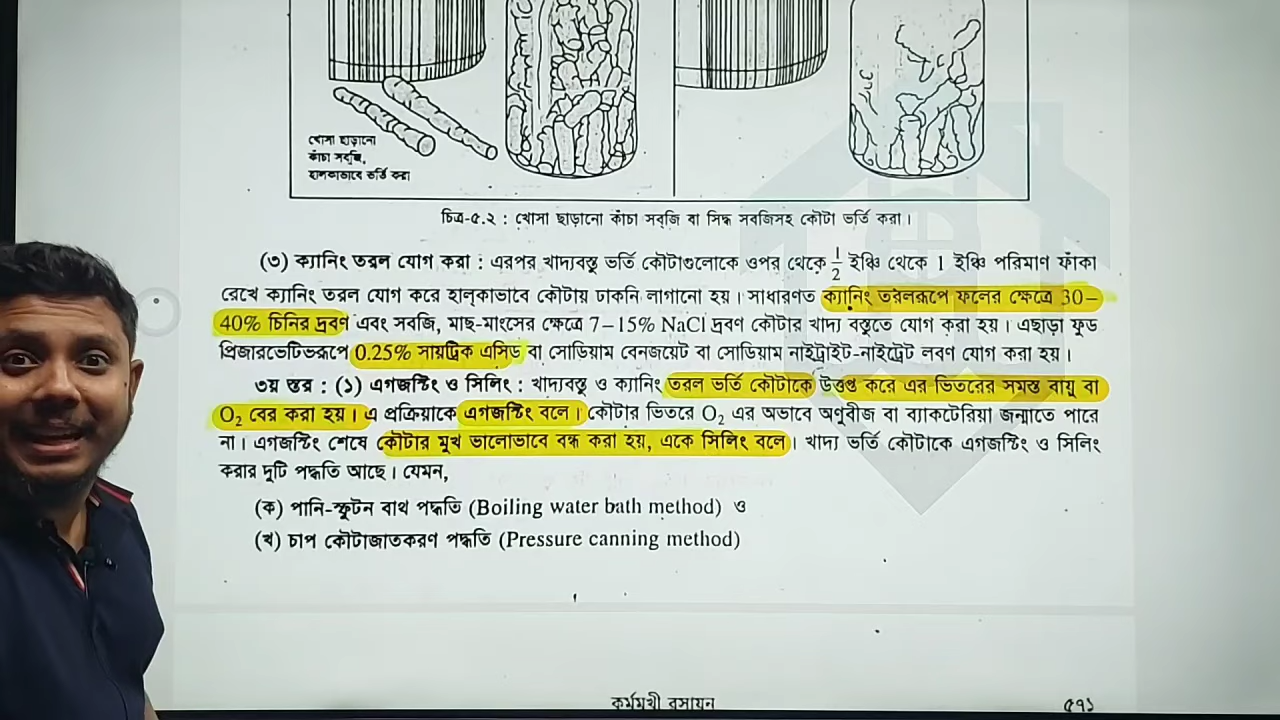 খোসা ছাড়ানো
কাঁচা সবজি,
হালকাভাবে ভর্তি করা
চিত্র-৫.২ : খোসা ছাড়ানো কাঁচা সবজি বা সিদ্ধ সবজিসহ কৌটা ভর্তি করা।
(৩) ক্যানিং তরল যোগ করা : এরপর খাদ্যবস্তু ভর্তি কৌটাগুলোকে ওপর থেকে ½ ইঞ্চি থেকে 1 ইঞ্চি পরিমাণ ফাঁকা
রেখে ক্যানিং তরল যোগ করে হাল্কাভাবে কৌটায় ঢাকনি লাগানো হয়। সাধারণত ক্যানিং তরলরূপে ফলের ক্ষেত্রে 30–
40% চিনির দ্রবণ এবং সবজি, মাছ-মাংসের ক্ষেত্রে 7–15% NaCl দ্রবণ কৌটার খাদ্য বস্তুতে যোগ করা হয়। এছাড়া ফুড
প্রিজারভেটিভরূপে 0.25% সায়ট্রিক এসিড বা সোডিয়াম বেনজয়েট বা সোডিয়াম নাইট্রাইট-নাইট্রেট লবণ যোগ করা হয়।
৩য় স্তর : (১) এগজস্টিং ও সিলিং : খাদ্যবস্তু ও ক্যানিং তরল ভর্তি কৌটাকে উত্তপ্ত করে এর ভিতরের সমস্ত বায়ু বা
O₂ বের করা হয়। এ প্রক্রিয়াকে এগজস্টিং বলে। কৌটার ভিতরে O₂ এর অভাবে অণুবীজ বা ব্যাকটেরিয়া জন্মাতে পারে
না। এগজস্টিং শেষে কৌটার মুখ ভালোভাবে বন্ধ করা হয়, একে সিলিং বলে। খাদ্য ভর্তি কৌটাকে এগজস্টিং ও সিলিং
করার দুটি পদ্ধতি আছে। যেমন,
(ক) পানি-স্ফুটন বাথ পদ্ধতি (Boiling water bath method) ও
(খ) চাপ কৌটাজাতকরণ পদ্ধতি (Pressure canning method)
কর্মমুখী রসায়ন
৫৭১